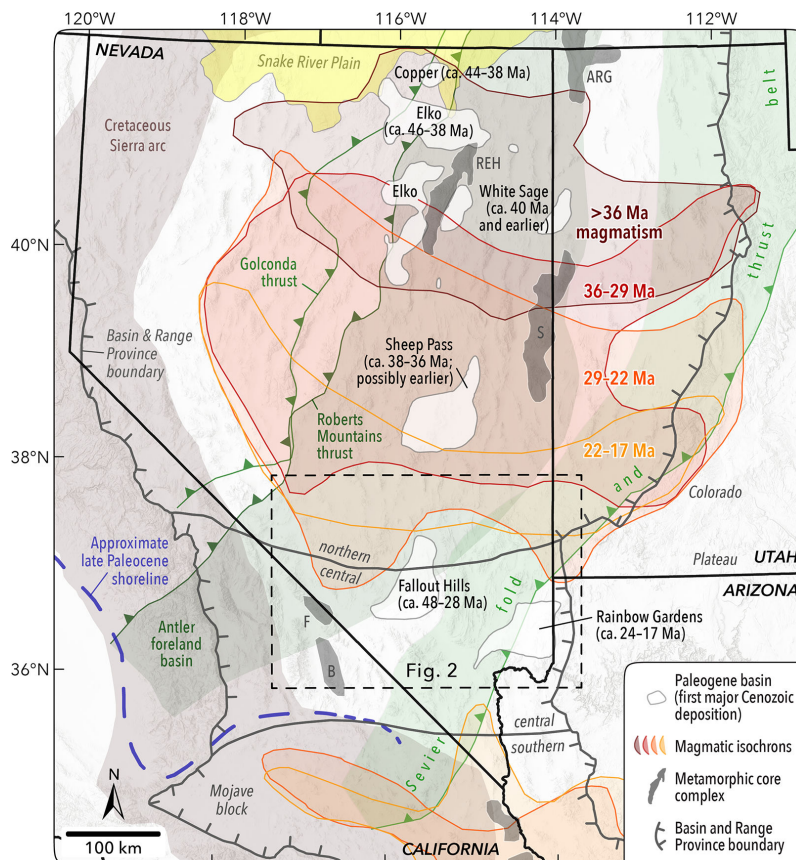 120°W
118°W
116°W
114°W
112°W
NEVADA
Snake River Plain
Copper (ca. 44–38 Ma)
ARG
belt
Cretaceous
Sierra arc
Elko
(ca. 46–38 Ma)
REH
Elko
White Sage
(ca. 40 Ma
and earlier)
>36 Ma
magmatism
40°N
thrust
Golconda
thrust
36–29 Ma
Basin & Range
Province
boundary
S
Sheep Pass
(ca. 38–36 Ma;
possibly earlier)
29–22 Ma
Roberts
Mountains
thrust
22–17 Ma
38°N
and
Colorado
Plateau
UTAH
Approximate
late Paleocene
shoreline
northern
central
ARIZONA
Fallout Hills
(ca. 48–28 Ma)
fold
Rainbow Gardens
(ca. 24–17 Ma)
F
Antler
foreland
basin
36°N
B
Fig. 2
Paleogene basin
(first major Cenozoic
deposition)
central
southern
Magmatic isochrons
Sevier
N
Mojave
block
Metamorphic core
complex
Basin and Range
Province boundary
100 km
CALIFORNIA